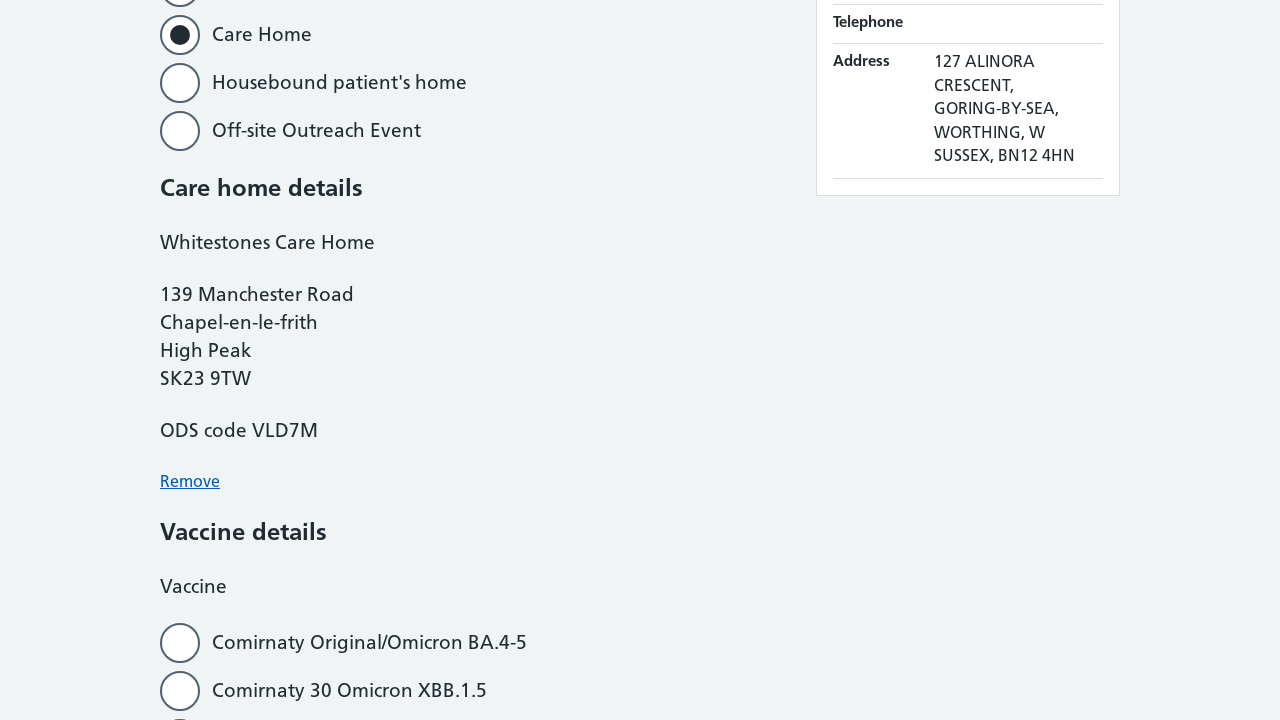 Care Home
Housebound patient's home
Off-site Outreach Event
Care home details
Whitestones Care Home
139 Manchester Road
Chapel-en-le-frith
High Peak
SK23 9TW
ODS code VLD7M
Remove
Vaccine details
Vaccine
Comirnaty Original/Omicron BA.4-5
Comirnaty 30 Omicron XBB.1.5
Telephone
Address
127 ALINORA
CRESCENT,
GORING-BY-SEA,
WORTHING, W
SUSSEX, BN12 4HN